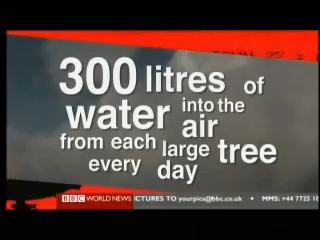 300 litres of
water into the
air
from each large tree
every day
BBC WORLD NEWS ICTURES TO yourpics@bbc.co.uk • MMS: +44 7725 1